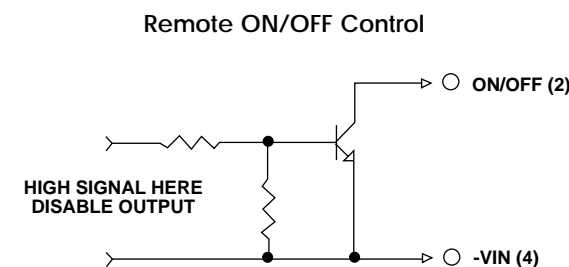 Remote ON/OFF Control
ON/OFF (2)
HIGH SIGNAL HERE
DISABLE OUTPUT
-VIN (4)